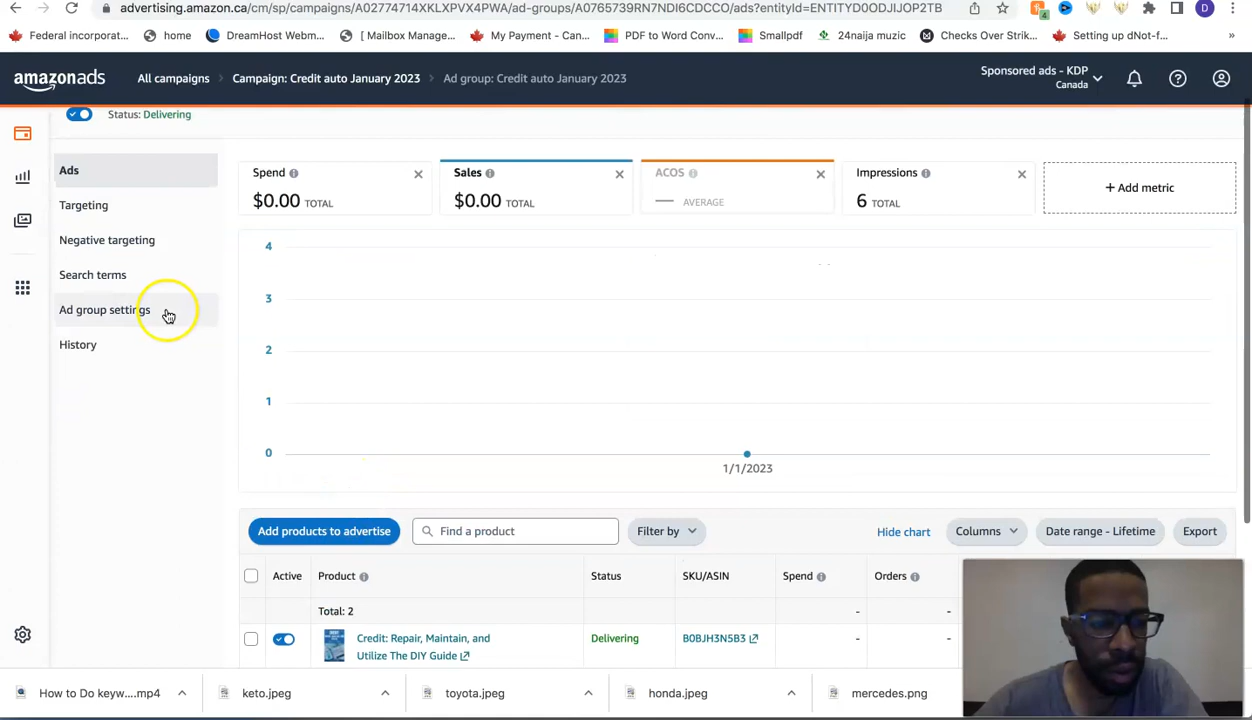 advertising.amazon.ca/cm/sp/campaigns/A02774714XLXPVX4PWA/ad-groups/A0765739RN7NDI6CDCCO/ads?entityId=ENTITYD0ODJIJOP2TB
4
D
Federal incorporat...
home
DreamHost Webm...
[ Mailbox Manage...
My Payment - Can...
PDF to Word Conv...
Smallpdf
24naija muzic
Checks Over Strik...
Setting up dNot-f...
»
amazonads
All campaigns
Campaign: Credit auto January 2023
Ad group: Credit auto January 2023
Sponsored ads - KDP
Canada
Status: Delivering
Ads
Targeting
Negative targeting
Search terms
Ad group settings
History
Spend
$0.00 TOTAL
Sales
$0.00 TOTAL
ACOS
— AVERAGE
Impressions
6 TOTAL
+ Add metric
4
3
2
1
0
1/1/2023
Add products to advertise
Find a product
Filter by
Hide chart
Columns
Date range - Lifetime
Export
Active
Product
Status
SKU/ASIN
Spend
Orders
Total: 2
-
-
Credit: Repair, Maintain, and
Utilize The DIY Guide
Delivering
B0BJH3N5B3
-
-
How to Do keyw....mp4
keto.jpeg
toyota.jpeg
honda.jpeg
mercedes.png